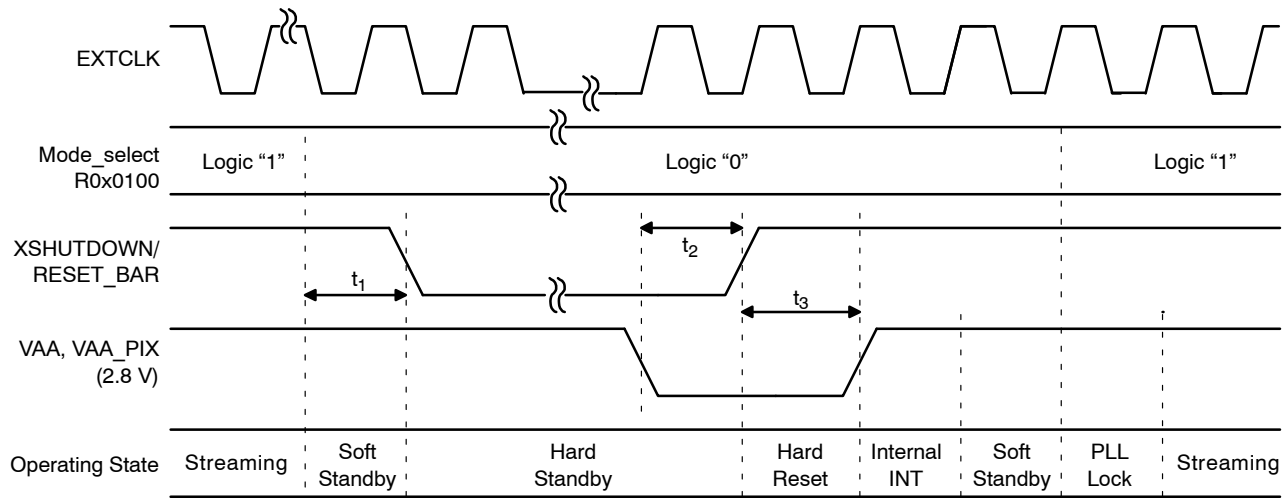 EXTCLK
Mode_select
R0x0100
Logic “1”
Logic “0”
Logic “1”
XSHUTDOWN/
RESET_BAR
t1
t2
t3
VAA, VAA_PIX
(2.8 V)
Operating State
Streaming
Soft
Standby
Hard
Standby
Hard
Reset
Internal
INT
Soft
Standby
PLL
Lock
Streaming